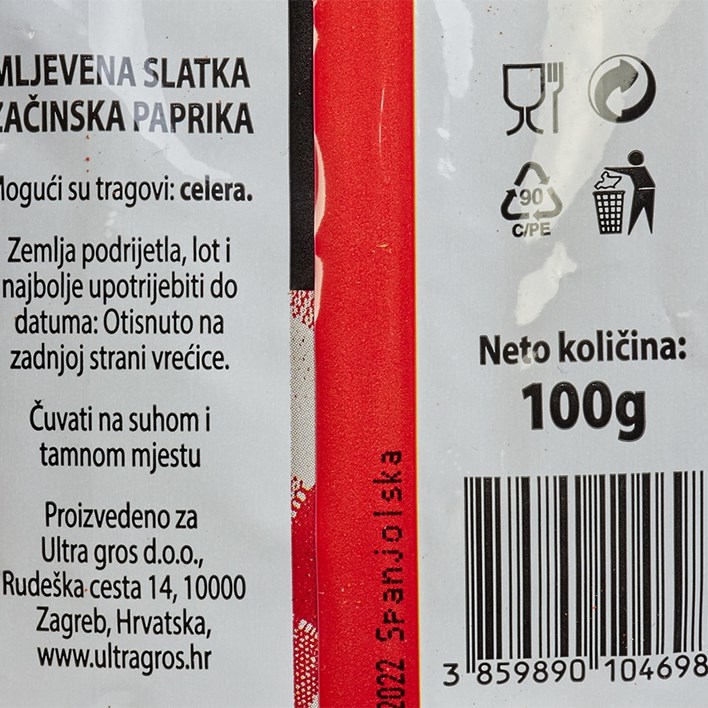 MLJEVENA SLATKA
ZAČINSKA PAPRIKA
Mogući su tragovi: celera.
Zemlja podrijetla, lot i
najbolje upotrijebiti do
datuma: Otisnuto na
zadnjoj strani vrećice.
Čuvati na suhom i
tamnom mjestu
Proizvedeno za
Ultra gros d.o.o.,
Rudeška cesta 14, 10000
Zagreb, Hrvatska,
www.ultragros.hr
2022 Spanjolska
90
C/PE
Neto količina:
100g
3 859890 104698